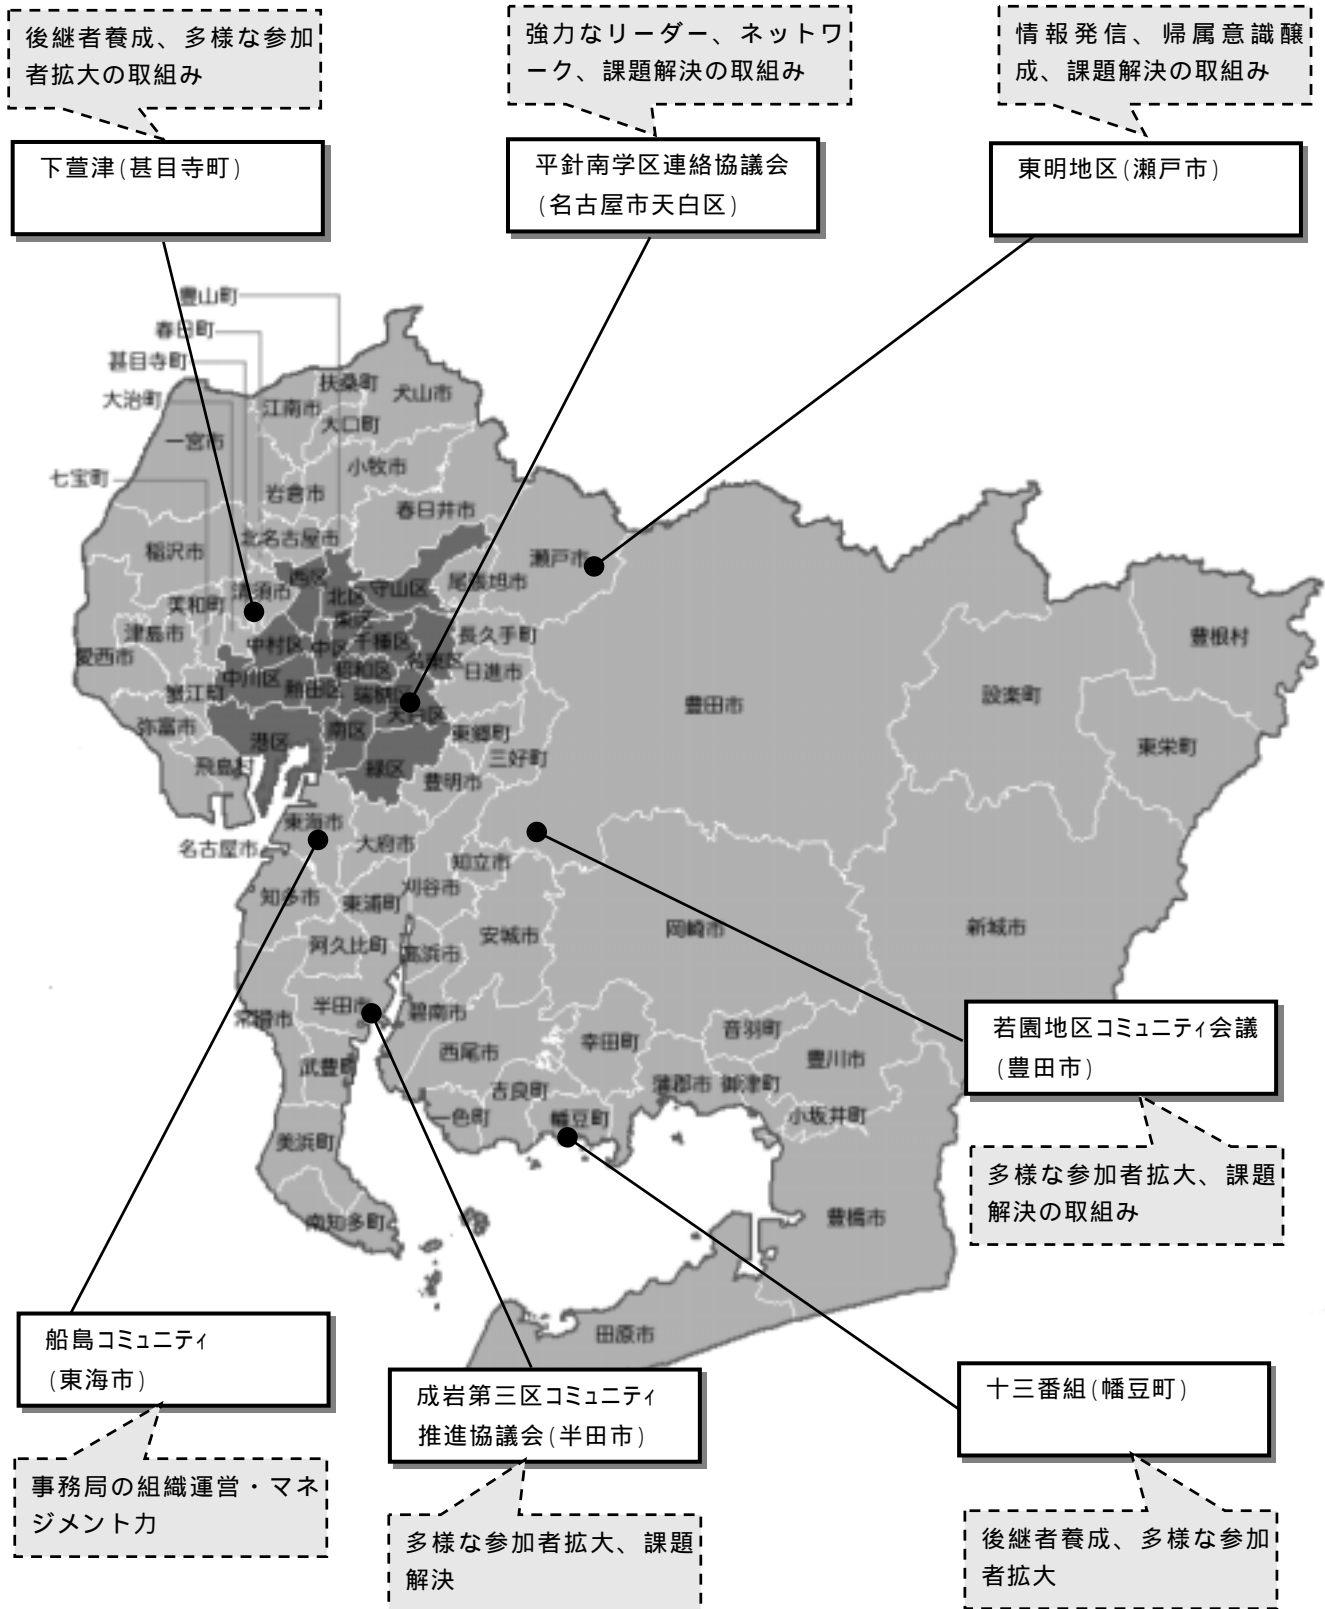 後継者養成、多様な参加
者拡大の取組み
強力なリーダー、ネットワ
ーク、課題解決の取組み
情報発信、帰属意識醸
成、課題解決の取組み
下萱津(甚目寺町)
平針南学区連絡協議会
(名古屋市天白区)
東明地区(瀬戸市)
豊山町
春日町
甚目寺町
大治町
七宝町
扶桑町
犬山市
江南市
大口町
一宮市
小牧市
岩倉市
春日井市
北名古屋市
稲沢市
瀬戸市
尾張旭市
清須市
西区
北区
守山区
美和町
東区
津島市
中村区
中区
千種区
長久手町
名東区
愛西市
昭和区
日進市
中川区
熱田区
瑞穂区
蟹江町
天白区
弥富市
港区
南区
東郷町
三好町
飛島村
緑区
豊明市
豊田市
設楽町
豊根村
東栄町
東海市
大府市
名古屋市
知立市
刈谷市
知多市
東浦町
安城市
岡崎市
新城市
阿久比町
高浜市
半田市
碧南市
常滑市
西尾市
幸田町
音羽町
豊川市
武豊町
吉良町
蒲郡市
御津町
一色町
幡豆町
小坂井町
美浜町
南知多町
豊橋市
田原市
若園地区コミュニティ会議
(豊田市)
多様な参加者拡大、課題
解決の取組み
船島コミュニティ
(東海市)
成岩第三区コミュニティ
推進協議会(半田市)
十三番組(幡豆町)
事務局の組織運営・マネ
ジメント力
多様な参加者拡大、課題
解決
後継者養成、多様な参加
者拡大